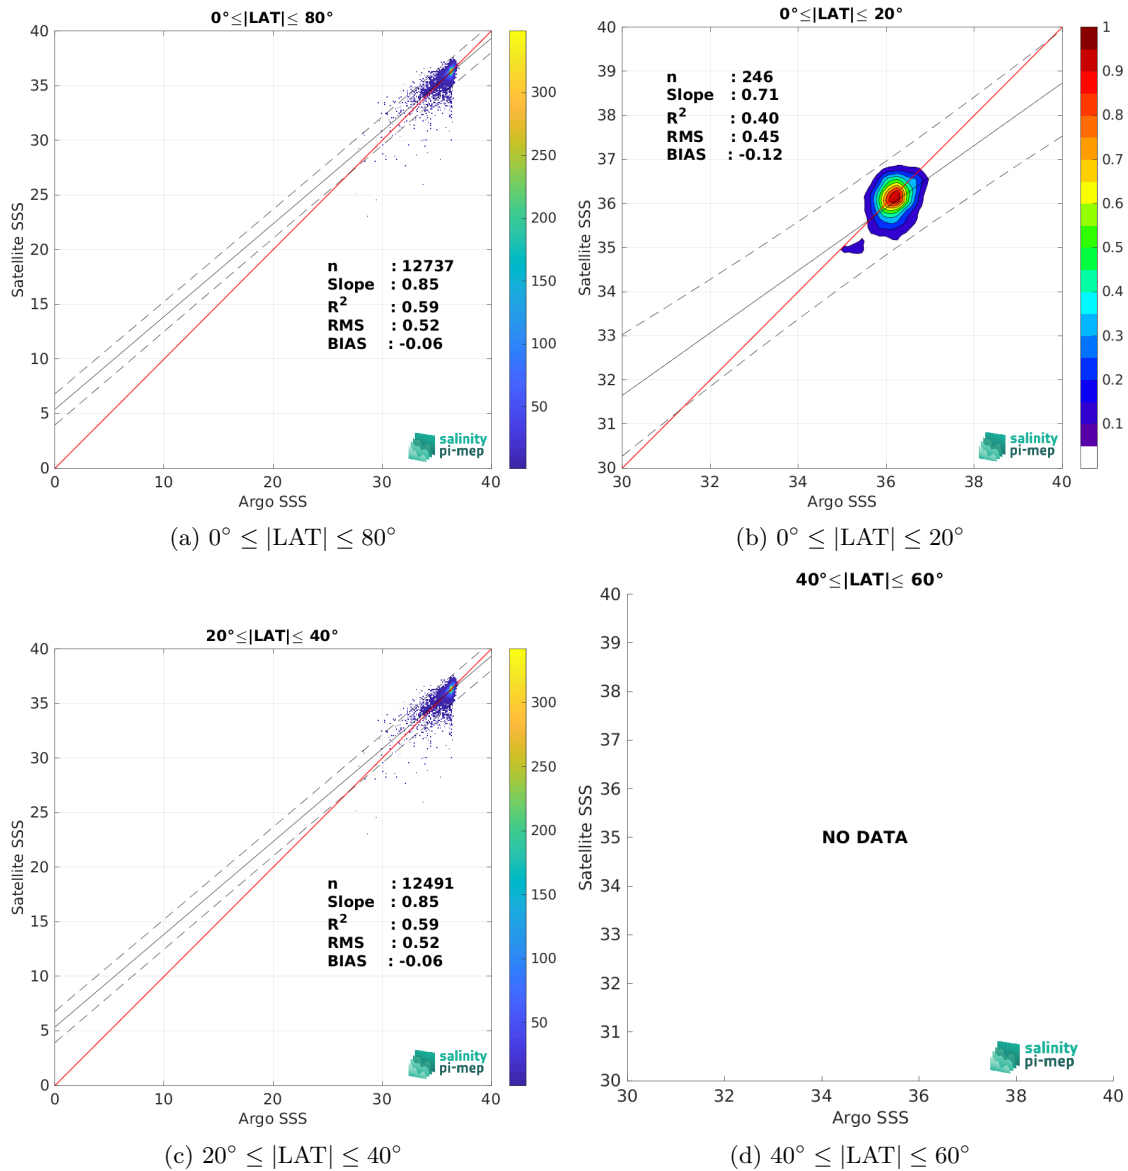 0°≤|LAT|≤ 80°
40
35
30
25
20
15
10
5
0
0
10
20
30
40
Satellite SSS
Argo SSS
n : 12737
Slope : 0.85
R2 : 0.59
RMS : 0.52
BIAS : -0.06
300
250
200
150
100
50
salinity
pi-mep
(a) 0° ≤ |LAT| ≤ 80°
0°≤|LAT|≤ 20°
40
39
38
37
36
35
34
33
32
31
30
30
32
34
36
38
40
Satellite SSS
Argo SSS
n : 246
Slope : 0.71
R2 : 0.40
RMS : 0.45
BIAS : -0.12
1
0.9
0.8
0.7
0.6
0.5
0.4
0.3
0.2
0.1
salinity
pi-mep
(b) 0° ≤ |LAT| ≤ 20°
20°≤|LAT|≤ 40°
40
35
30
25
20
15
10
5
0
0
10
20
30
40
Satellite SSS
Argo SSS
n : 12491
Slope : 0.85
R2 : 0.59
RMS : 0.52
BIAS : -0.06
300
250
200
150
100
50
salinity
pi-mep
(c) 20° ≤ |LAT| ≤ 40°
40°≤|LAT|≤ 60°
40
39
38
37
36
35
34
33
32
31
30
30
32
34
36
38
40
Satellite SSS
Argo SSS
NO DATA
salinity
pi-mep
(d) 40° ≤ |LAT| ≤ 60°